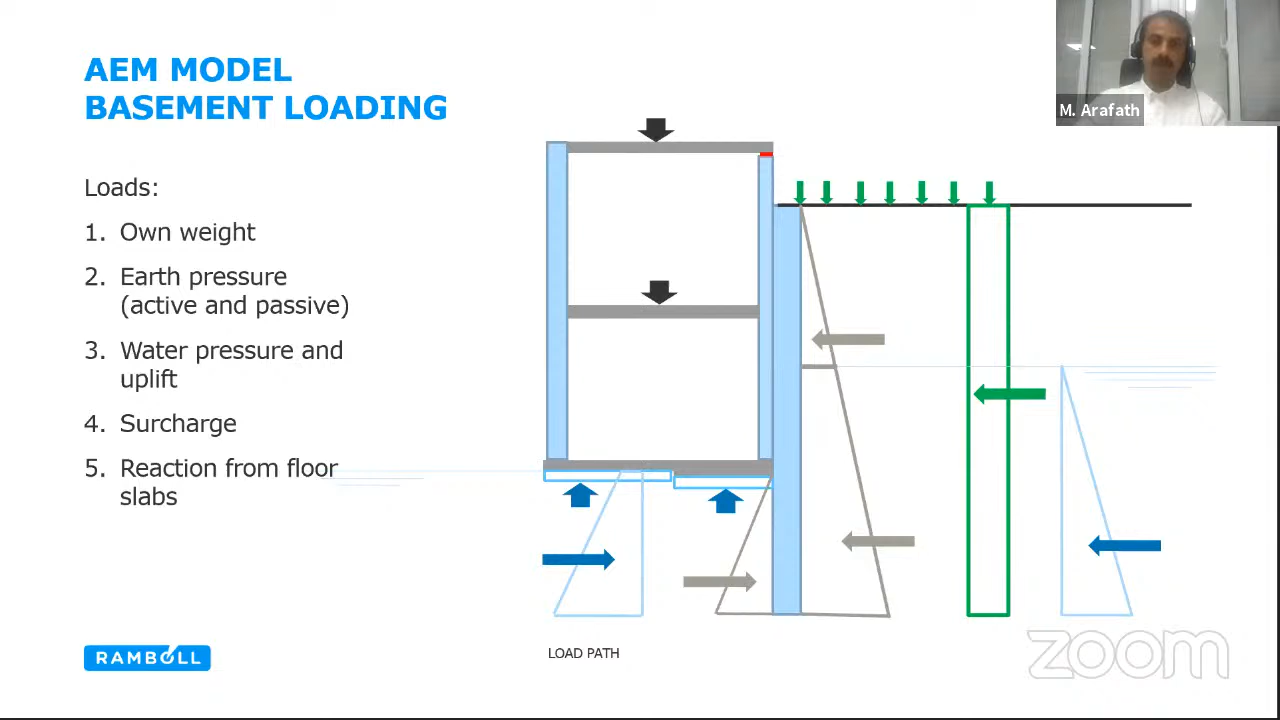 AEM MODEL
BASEMENT LOADING
M. Arafath
Loads:
1. Own weight
2. Earth pressure
(active and passive)
3. Water pressure and
uplift
4. Surcharge
5. Reaction from floor
slabs
RAMBOLL
LOAD PATH
zoom